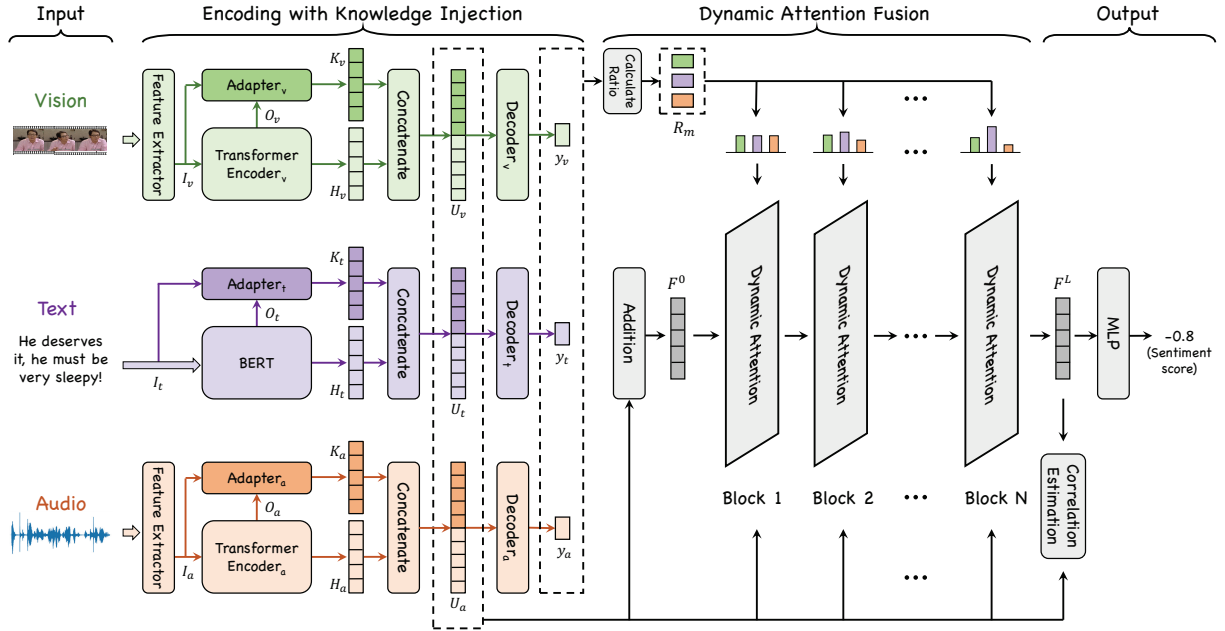 Input
Encoding with Knowledge Injection
Dynamic Attention Fusion
Output
Vision
Feature Extractor
I_v
Adapter_v
O_v
Transformer
Encoder_v
K_v
H_v
Concatenate
U_v
Decoder_v
y_v
Calculate
Ratio
R_m
...
...
Text
He deserves
it, he must be
very sleepy!
I_t
Adapter_t
O_t
BERT
K_t
H_t
Concatenate
U_t
Decoder_t
y_t
Addition
F^0
Dynamic Attention
Dynamic Attention
...
Dynamic Attention
F^L
MLP
−0.8
(Sentiment
score)
Block 1
Block 2
...
Block N
Correlation
Estimation
...
Audio
Feature Extractor
I_a
Adapter_a
O_a
Transformer
Encoder_a
K_a
H_a
Concatenate
U_a
Decoder_a
y_a